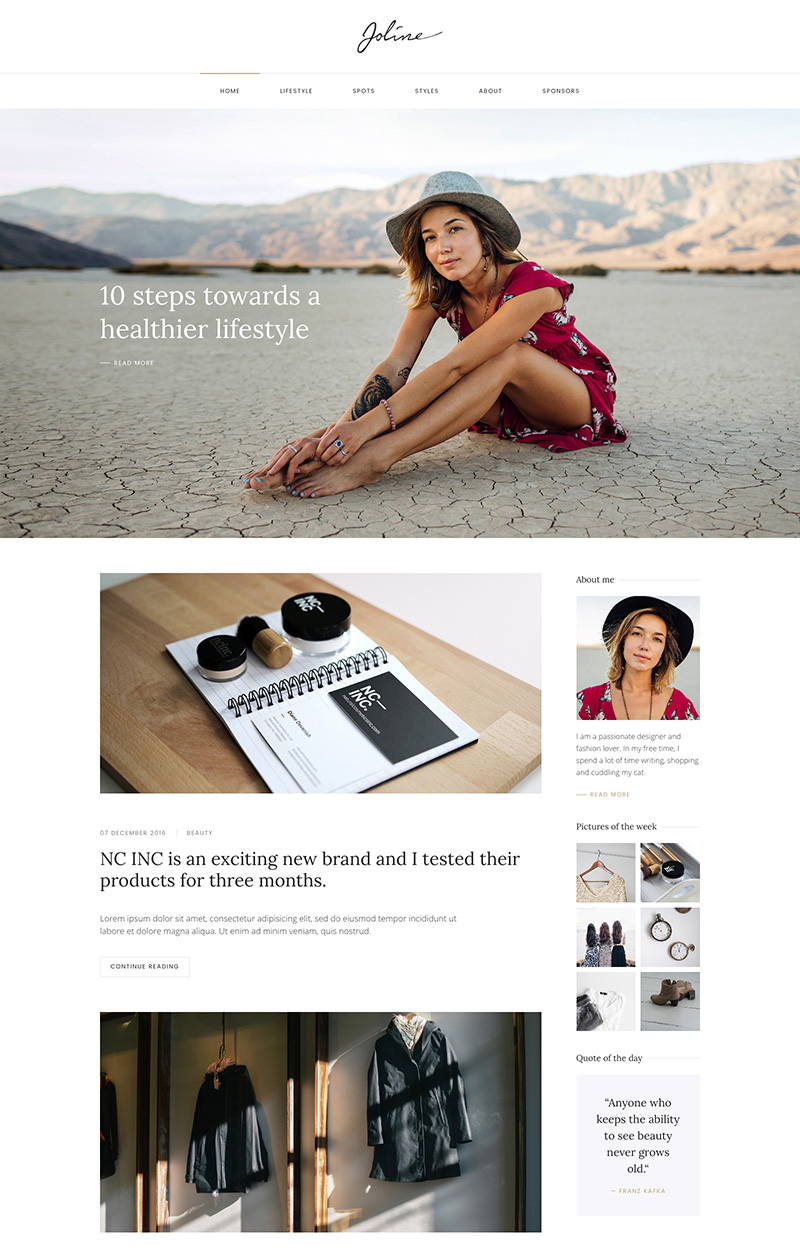 Joline
HOME LIFESTYLE SPOTS STYLES ABOUT SPONSORS
10 steps towards a
healthier lifestyle
READ MORE
NC—
INC
NC—
INC.
07 DECEMBER 2016 | BEAUTY
NC INC is an exciting new brand and I tested their
products for three months.
Lorem ipsum dolor sit amet, consectetur adipisicing elit, sed do eiusmod tempor incididunt ut
labore et dolore magna aliqua. Ut enim ad minim veniam, quis nostrud.
CONTINUE READING
About me
I am a passionate designer and
fashion lover. In my free time, I
spend a lot of time writing, shopping
and cuddling my cat.
— READ MORE
Pictures of the week
Quote of the day
“Anyone who
keeps the ability
to see beauty
never grows
old.“
— FRANZ KAFKA